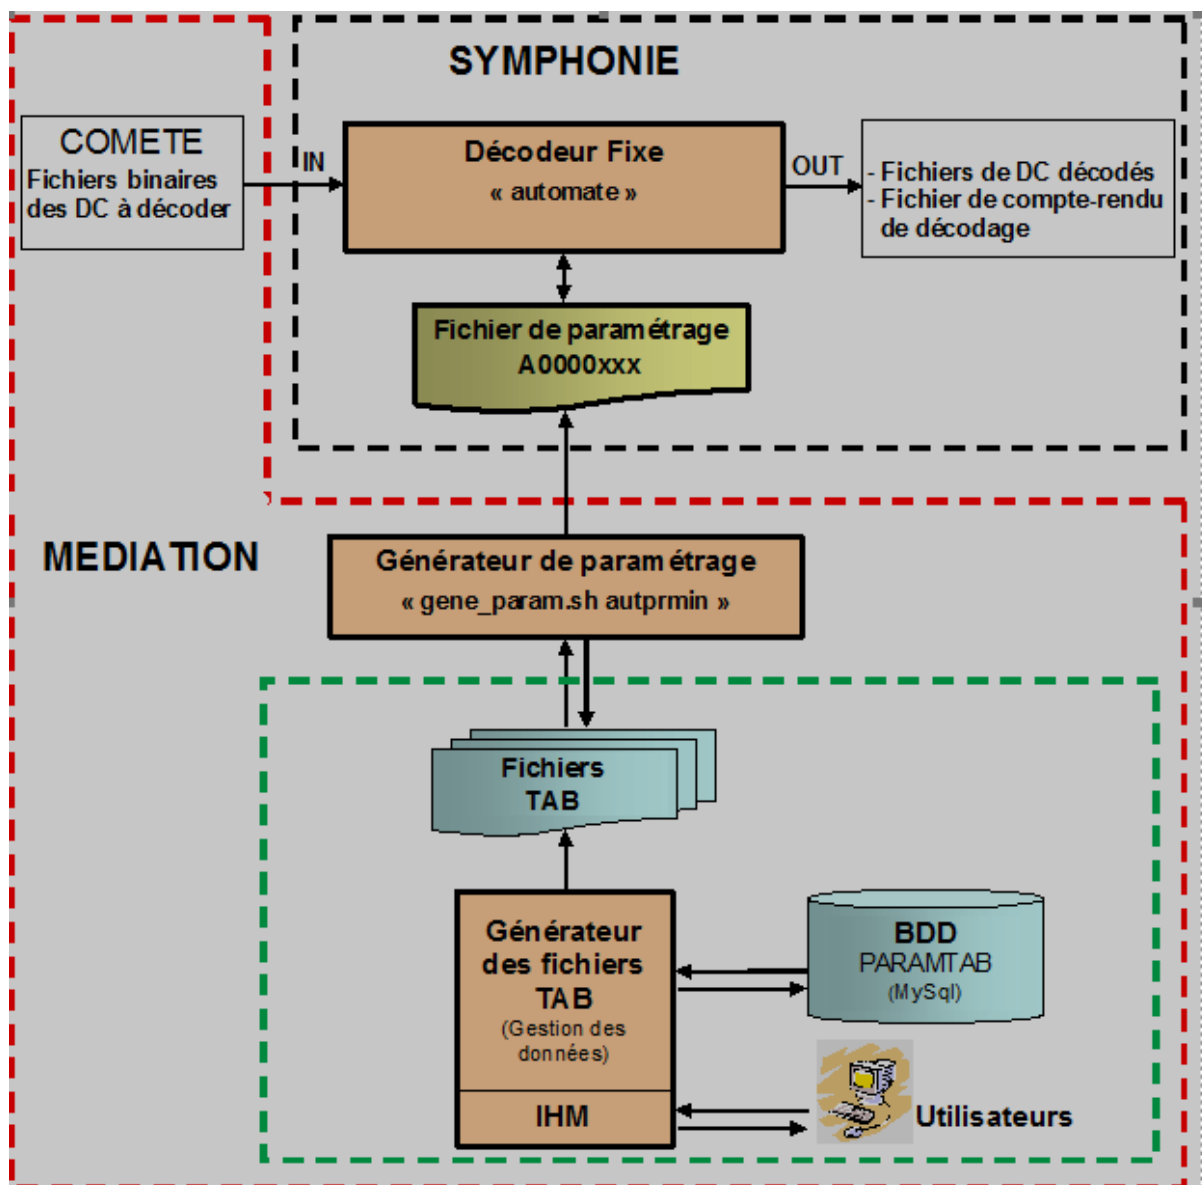 SYMPHONIE
COMETE
Fichiers binaires
des DC à décoder
IN
Décodeur Fixe
« automate »
OUT
- Fichiers de DC décodés
- Fichier de compte-rendu
de décodage
Fichier de paramétrage
A0000xxx
MEDIATION
Générateur de paramétrage
« gene_param.sh autprmin »
Fichiers
TAB
Générateur
des fichiers
TAB
(Gestion des
données)
IHM
BDD
PARAMTAB
(MySql)
Utilisateurs